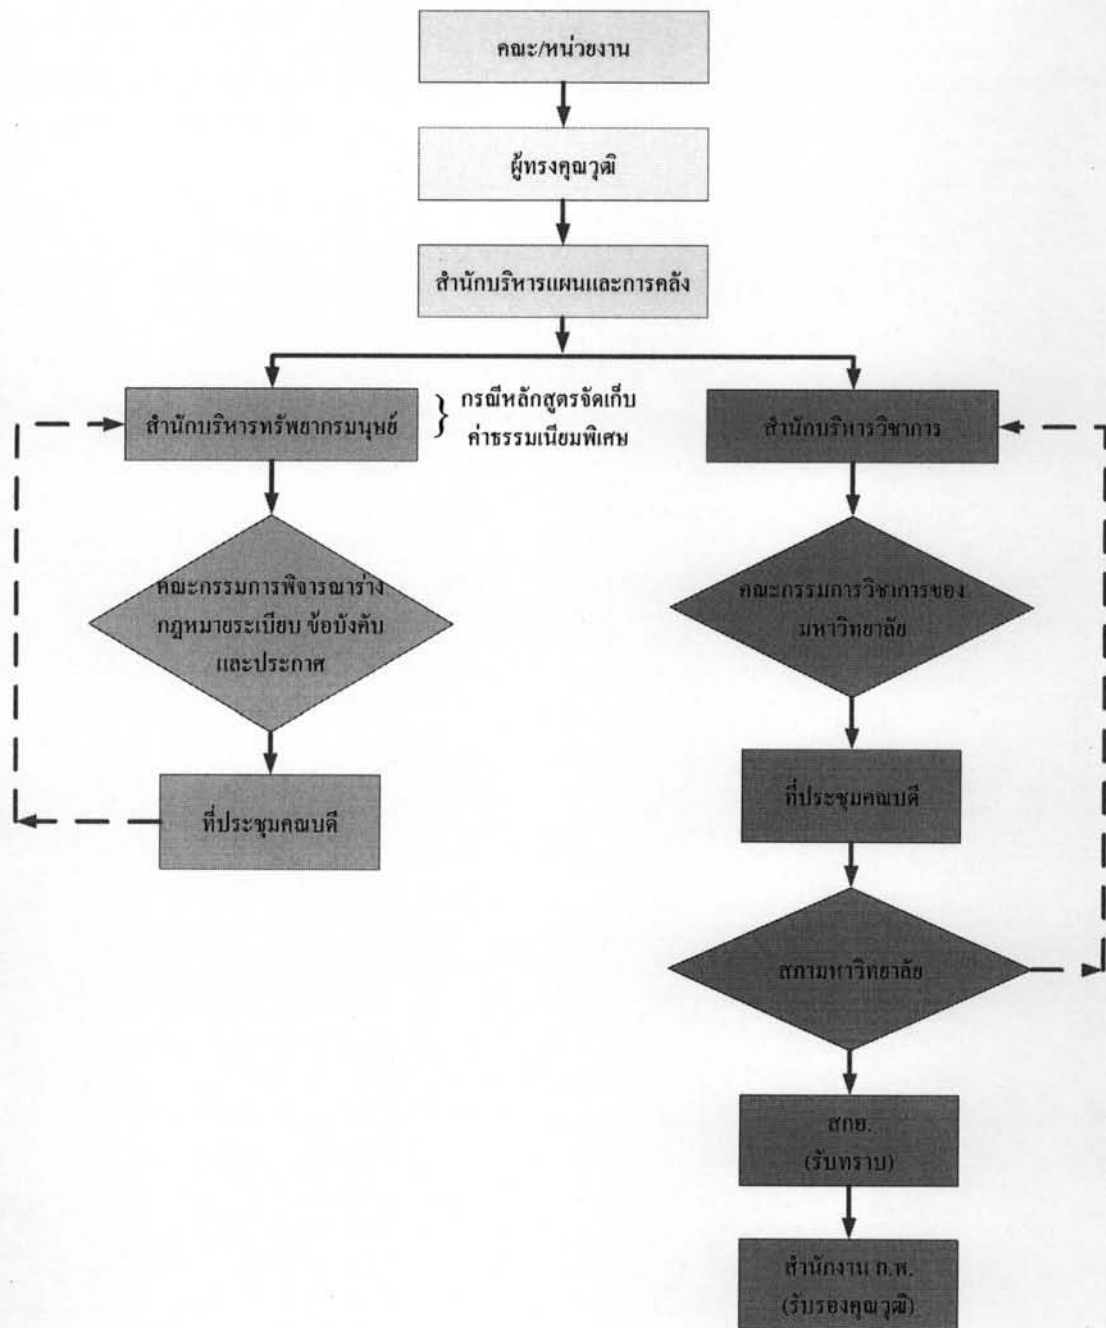 คณะ/หน่วยงาน
ผู้ทรงคุณวุฒิ
สำนักบริหารแผนและการคลัง
สำนักบริหารทรัพยากรมนุษย์
} กรณีหลักสูตรจัดเก็บ
ค่าธรรมเนียมพิเศษ
สำนักบริหารวิชาการ
คณะกรรมการพิจารณาร่าง
กฎหมายระเบียบ ข้อบังคับ
และประกาศ
คณะกรรมการวิชาการของ
มหาวิทยาลัย
ที่ประชุมคณบดี
ที่ประชุมคณบดี
สภามหาวิทยาลัย
สกอ.
(รับทราบ)
สำนักงาน ก.พ.
(รับรองคุณวุฒิ)